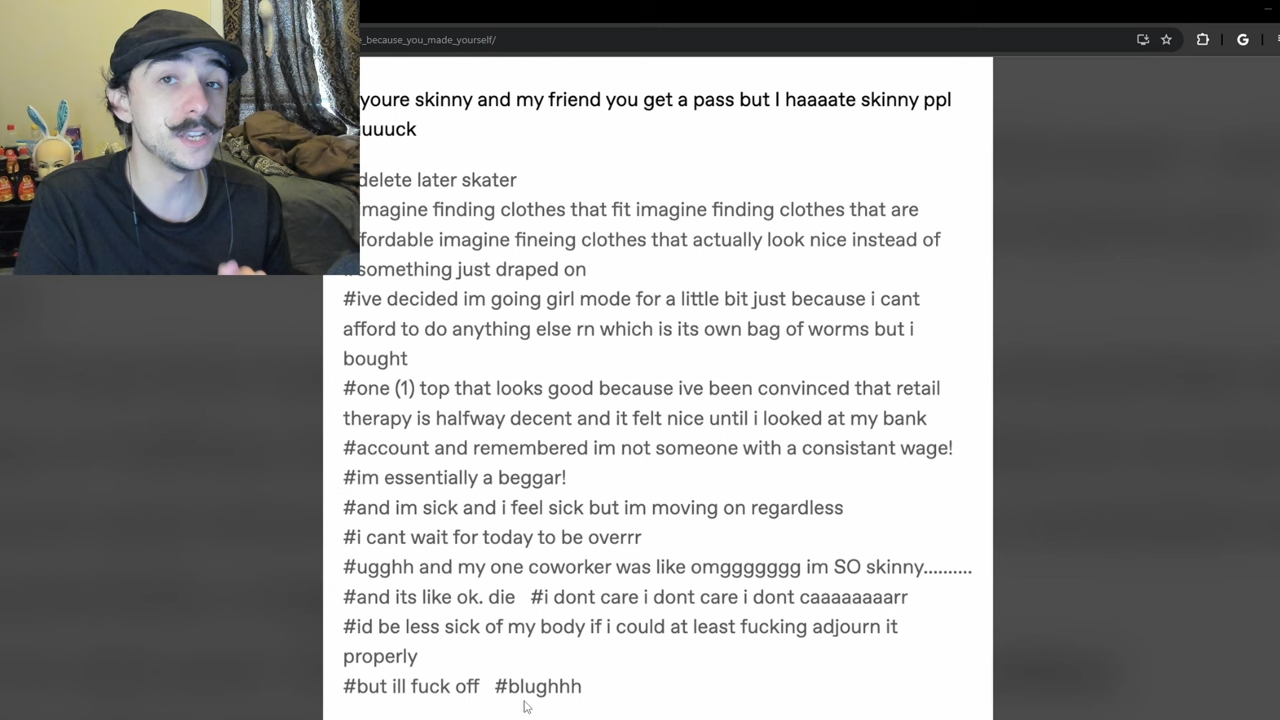 e_because_you_made_yourself/
youre skinny and my friend you get a pass but I haaaate skinny ppl
uuuck
delete later skater
magine finding clothes that fit imagine finding clothes that are
fordable imagine fineing clothes that actually look nice instead of
#something just draped on
#ive decided im going girl mode for a little bit just because i cant
afford to do anything else rn which is its own bag of worms but i
bought
#one (1) top that looks good because ive been convinced that retail
therapy is halfway decent and it felt nice until i looked at my bank
#account and remembered im not someone with a consistant wage!
#im essentially a beggar!
#and im sick and i feel sick but im moving on regardless
#i cant wait for today to be overrr
#ugghh and my one coworker was like omggggggg im SO skinny..........
#and its like ok. die #i dont care i dont care i dont caaaaaaaarr
#id be less sick of my body if i could at least fucking adjourn it
properly
#but ill fuck off #blughhh